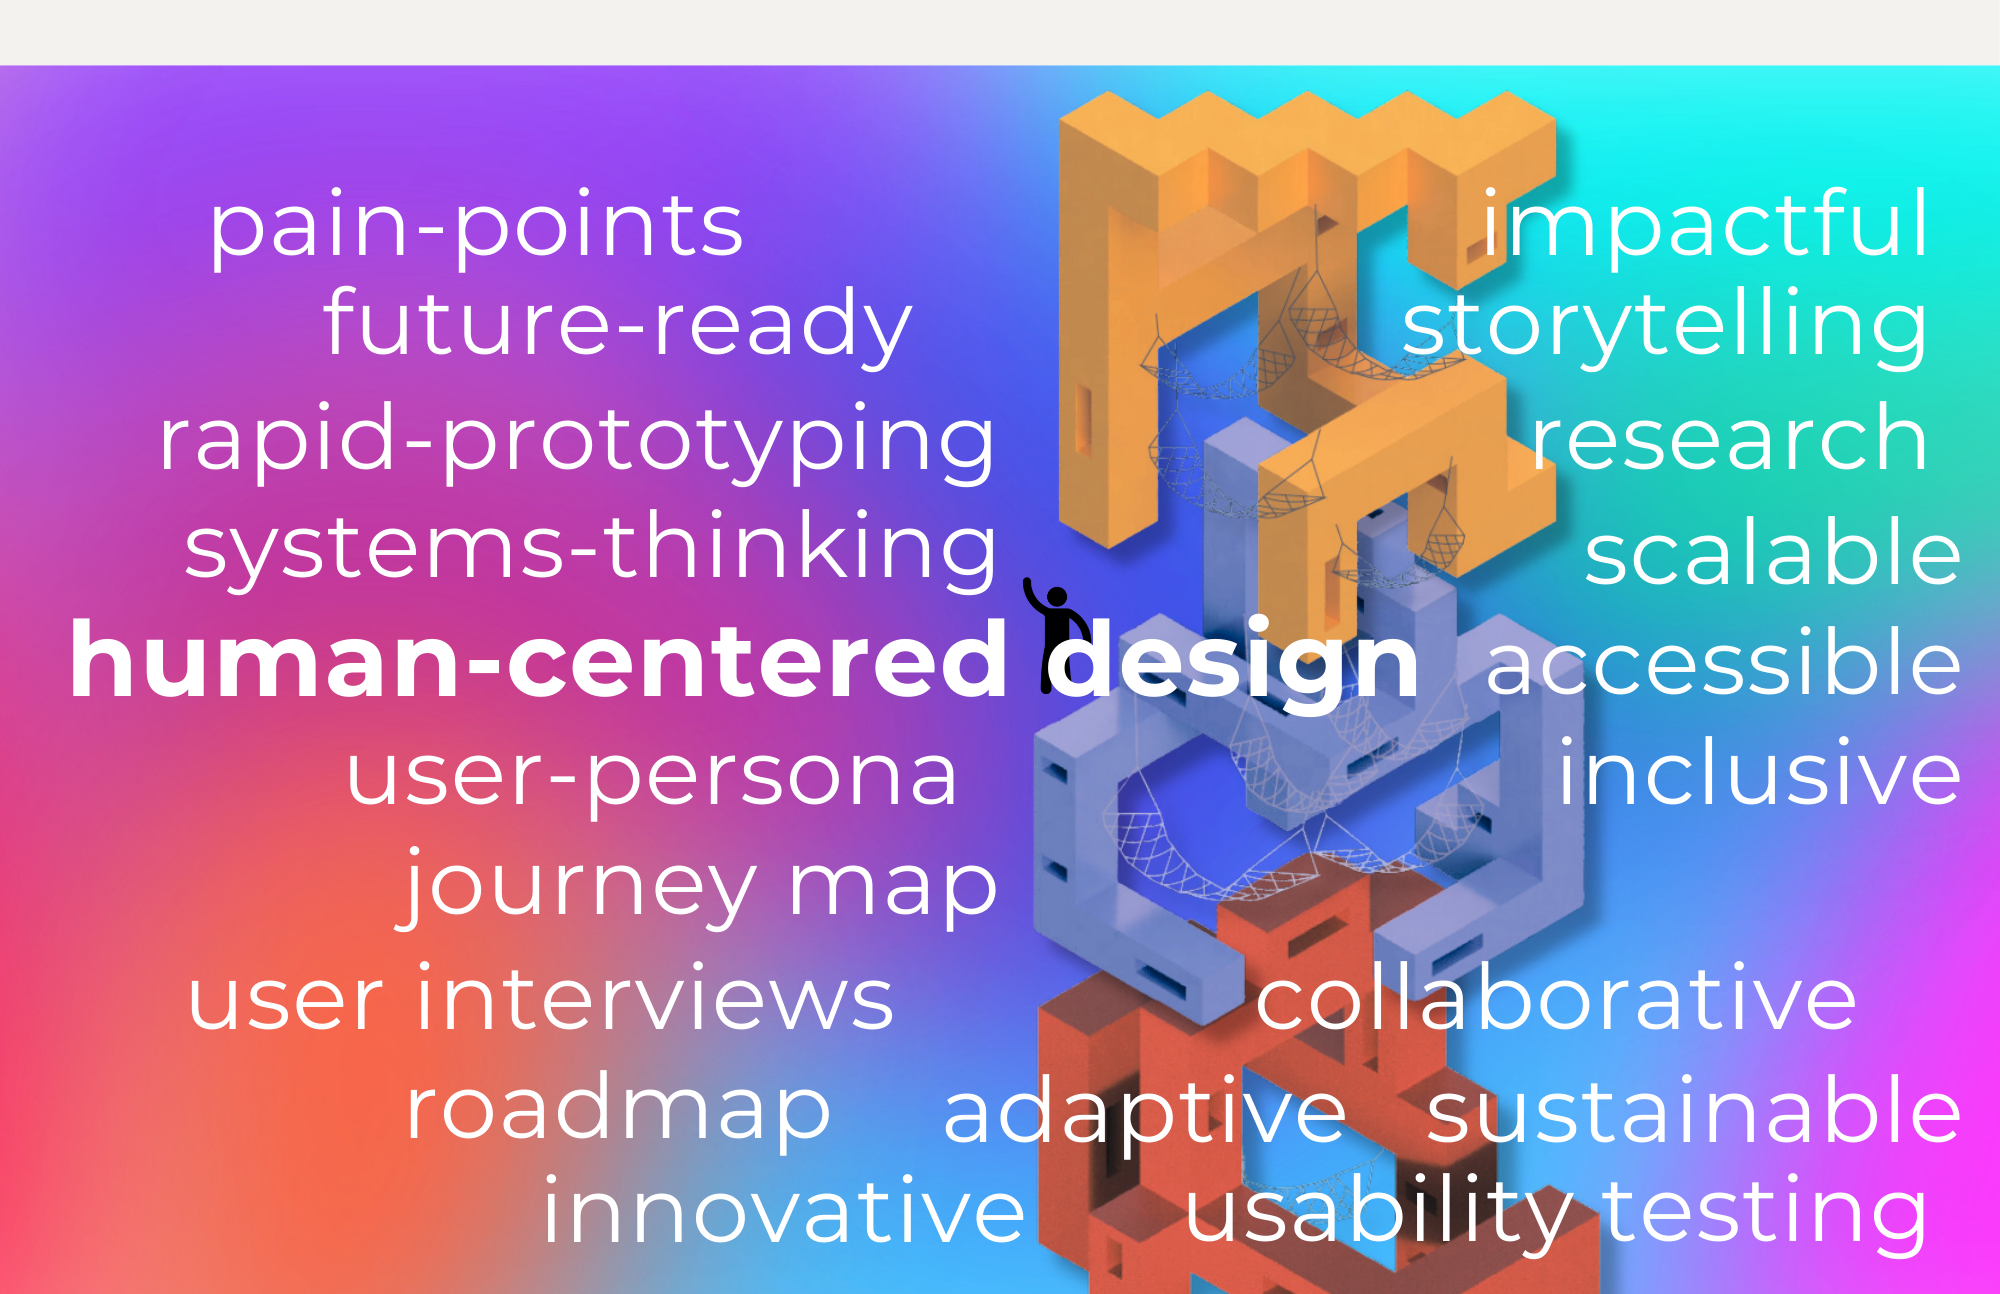 pain-points
impactful
future-ready
storytelling
rapid-prototyping
research
systems-thinking
scalable
human-centered design
accessible
user-persona
inclusive
journey map
user interviews
collaborative
roadmap
adaptive
sustainable
innovative
usability testing